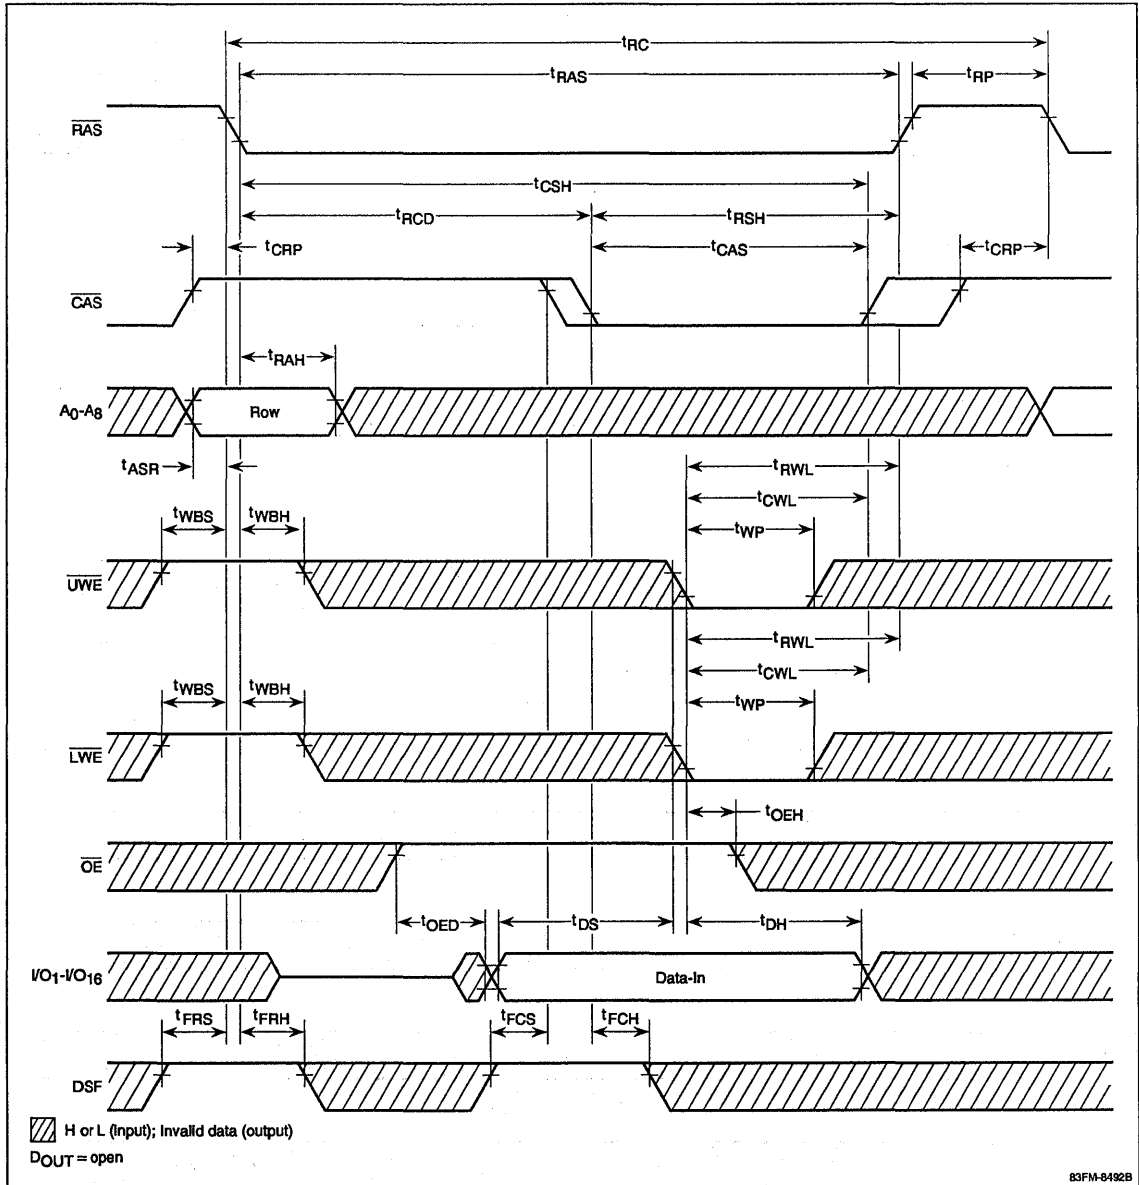 tRC
tRAS
tRP
RAS
tCSH
tRCD
tRSH
tCRP
tCAS
tCRP
CAS
tRAH
A0-A8
Row
tASR
tRWL
tCWL
tWBS
tWBH
tWP
UWE
tRWL
tCWL
tWBS
tWBH
tWP
LWE
tOEH
OE
tOED
tDS
tDH
I/O1-I/O16
Data-In
tFRS
tFRH
tFCS
tFCH
DSF
H or L (input); Invalid data (output)
DOUT = open
83FM-8492B